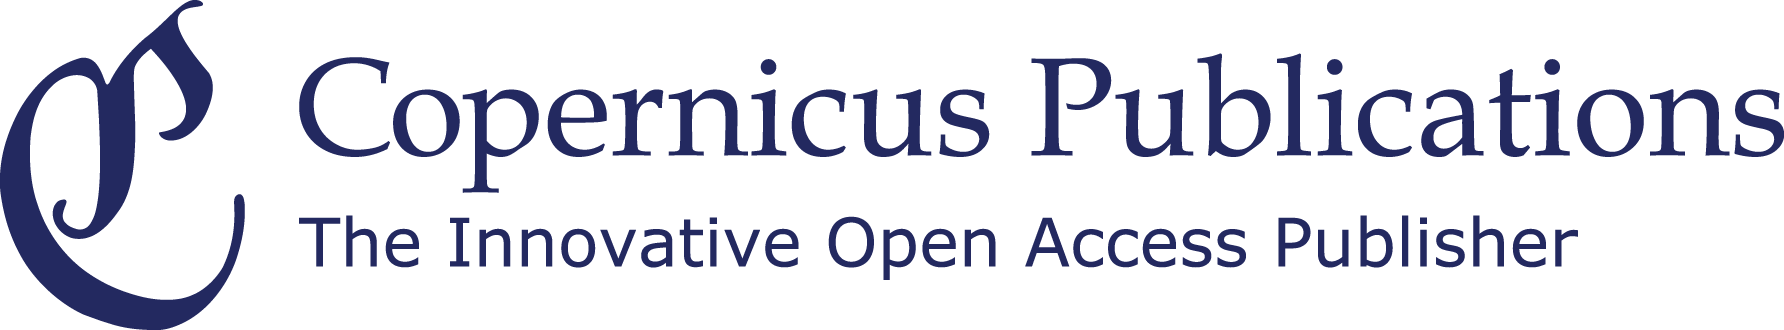 Copernicus Publications
The Innovative Open Access Publisher